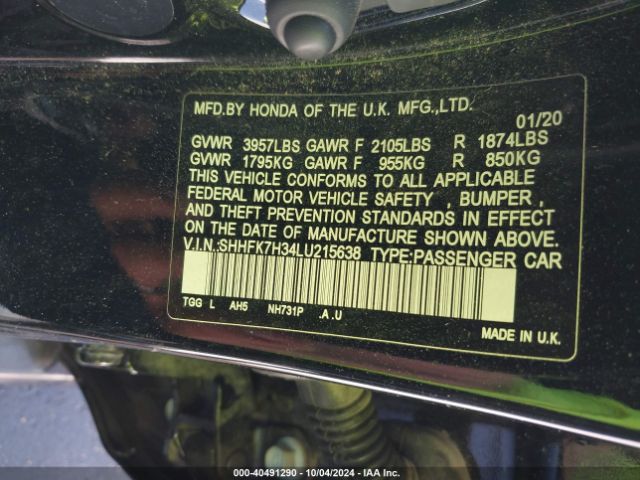 MFD.BY HONDA OF THE U.K. MFG.,LTD.
01/20
GVWR 3957LBS GAWR F 2105LBS R 1874LBS
GVWR 1795KG GAWR F 955KG R 850KG
THIS VEHICLE CONFORMS TO ALL APPLICABLE
FEDERAL MOTOR VEHICLE SAFETY , BUMPER ,
AND THEFT PREVENTION STANDARDS IN EFFECT
ON THE DATE OF MANUFACTURE SHOWN ABOVE.
V.I.N.:SHHFK7H34LU215638 TYPE:PASSENGER CAR
TGG L AH5 NH731P .A .U
MADE IN U.K.
000-40491290 - 10/04/2024 - IAA Inc.